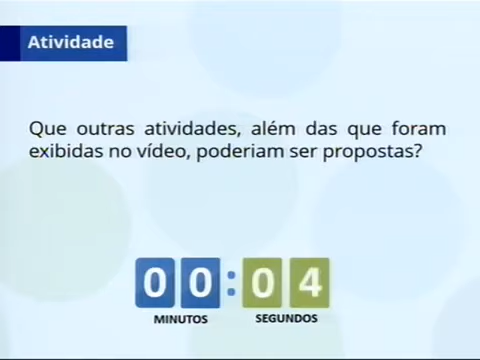 Atividade
Que outras atividades, além das que foram
exibidas no vídeo, poderiam ser propostas?
00:04
MINUTOS SEGUNDOS